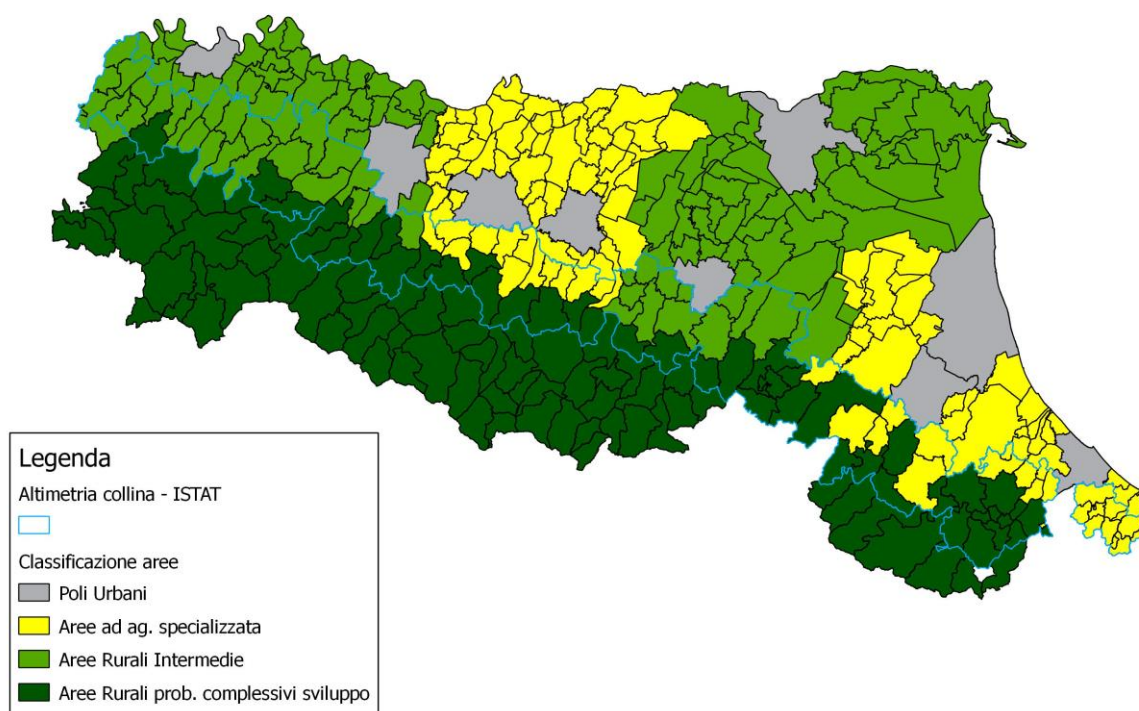 Legenda
Altimetria collina - ISTAT
Classificazione aree
Poli Urbani
Aree ad ag. specializzata
Aree Rurali Intermedie
Aree Rurali prob. complessivi sviluppo